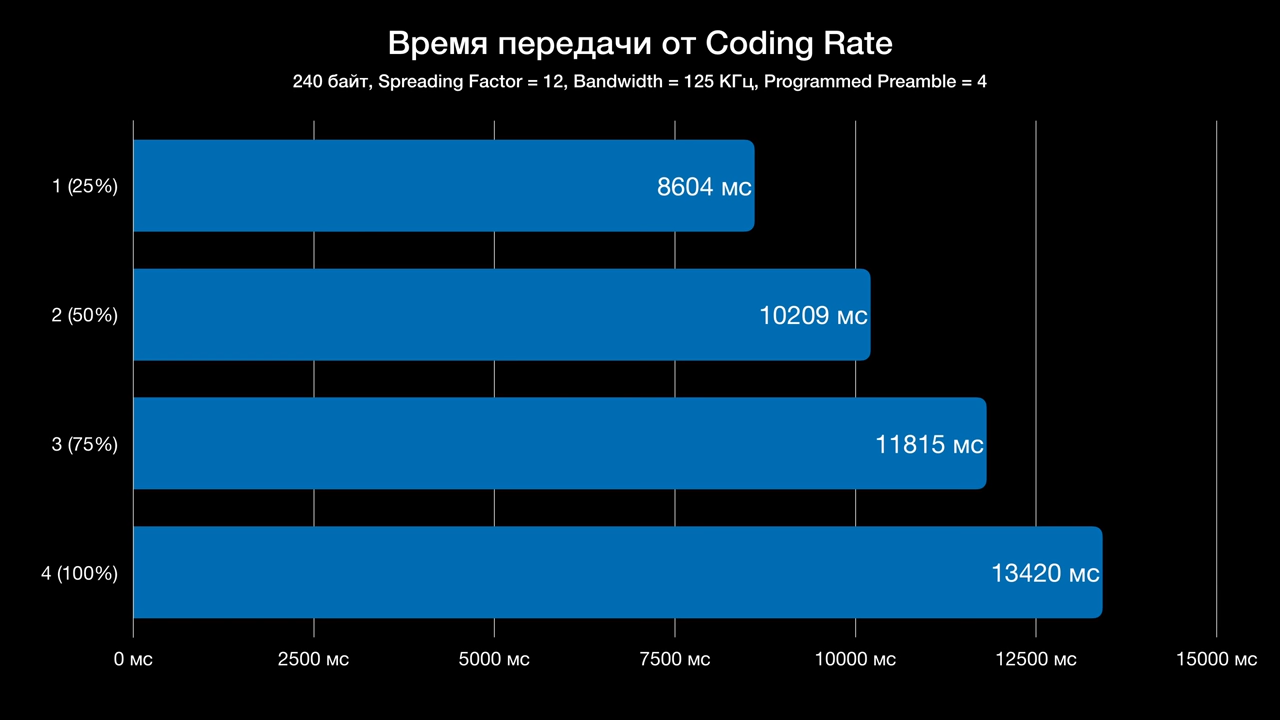 Время передачи от Coding Rate
240 байт, Spreading Factor = 12, Bandwidth = 125 КГц, Programmed Preamble = 4
1 (25%)
8604 мс
2 (50%)
10209 мс
3 (75%)
11815 мс
4 (100%)
13420 мс
0 мс 2500 мс 5000 мс 7500 мс 10000 мс 12500 мс 15000 мс